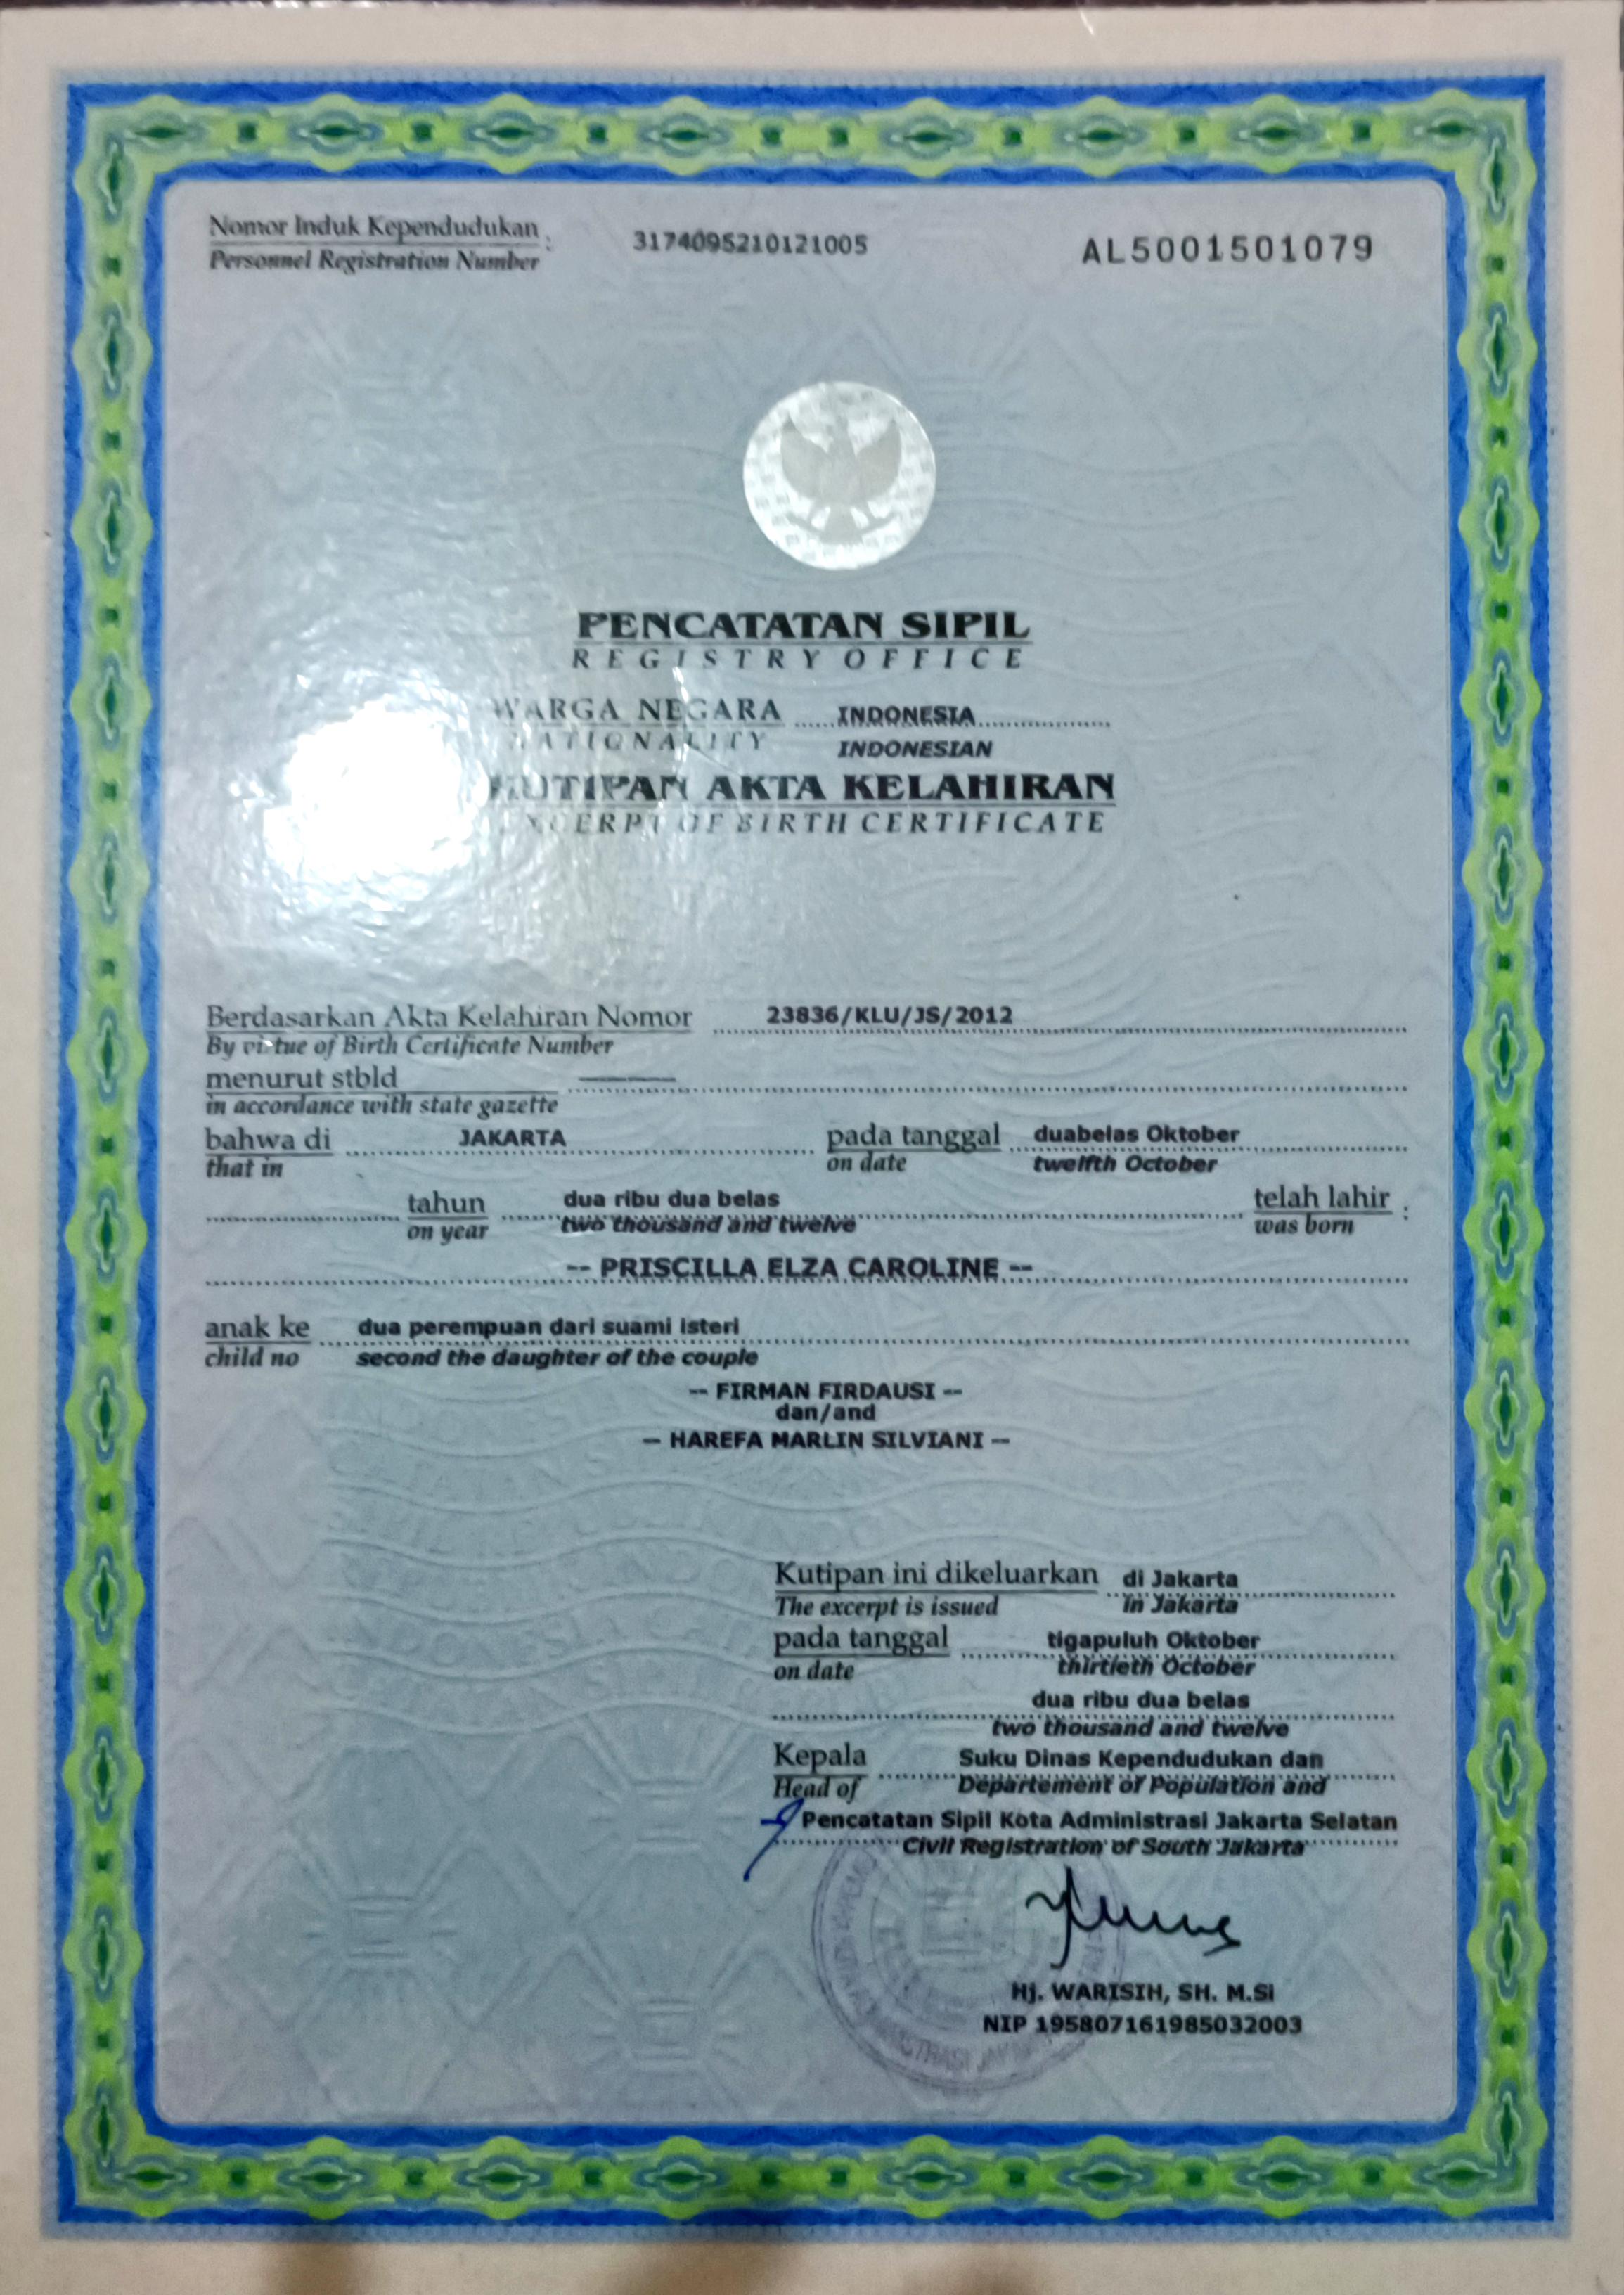 Nomor Induk Kependudukan : 3174095210121005 AL5001501079
Personnel Registration Number
PENCATATAN SIPIL
REGISTRY OFFICE
WARGA NEGARA INDONESIA
NATIONALITY INDONESIAN
KUTIPAN AKTA KELAHIRAN
EXCERPT OF BIRTH CERTIFICATE
Berdasarkan Akta Kelahiran Nomor 23836/KLU/JS/2012
By virtue of Birth Certificate Number
menurut stbld ———
in accordance with state gazette
bahwa di JAKARTA pada tanggal duabelas Oktober
that in on date twelfth October
tahun dua ribu dua belas telah lahir :
on year two thousand and twelve was born
-- PRISCILLA ELZA CAROLINE --
anak ke dua perempuan dari suami isteri
child no second the daughter of the couple
-- FIRMAN FIRDAUSI --
dan/and
-- HAREFA MARLIN SILVIANI --
Kutipan ini dikeluarkan di Jakarta
The excerpt is issued in Jakarta
pada tanggal tigapuluh Oktober
on date thirtieth October
dua ribu dua belas
two thousand and twelve
Kepala Suku Dinas Kependudukan dan
Head of Departement of Population and
Pencatatan Sipil Kota Administrasi Jakarta Selatan
Civil Registration of South Jakarta
Hj. WARISIH, SH. M.Si
NIP 195807161985032003